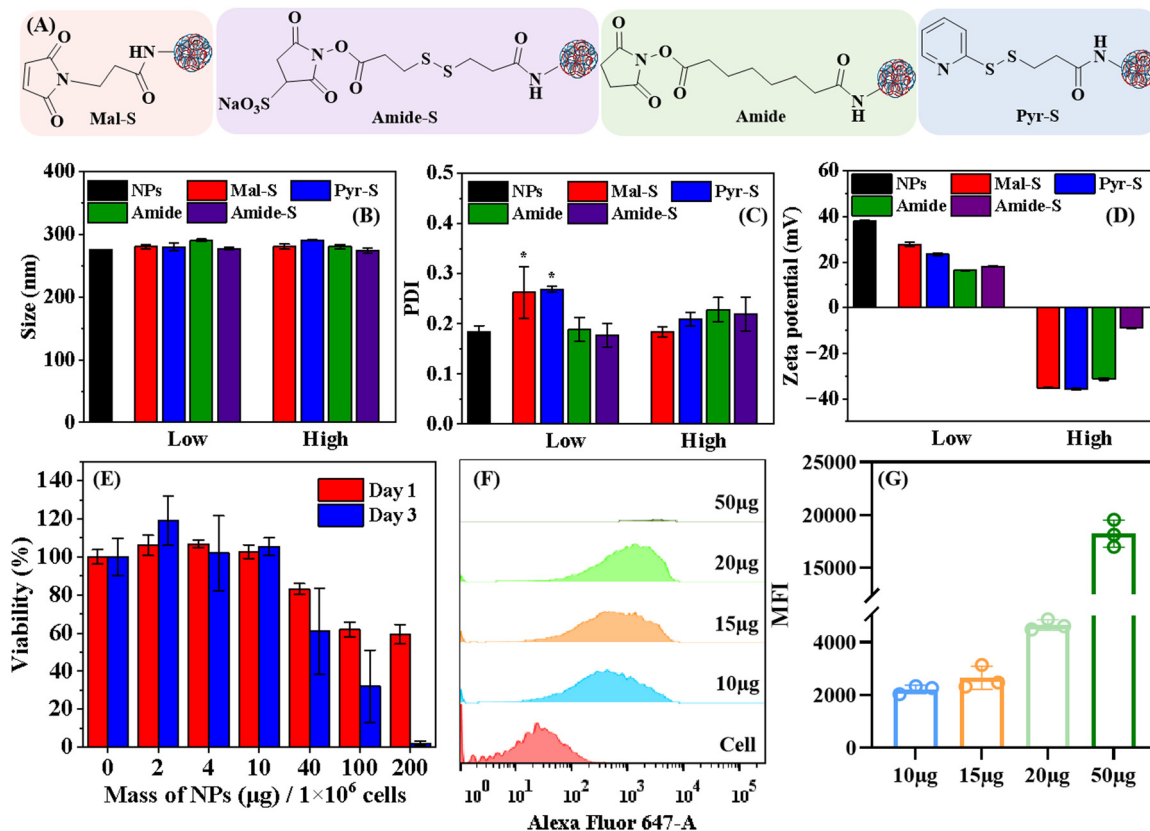 (A)
O
N
O
HN
O
Mal-S
O
N
O
O
O
NaO₃S
S
S
O
N
H
Amide-S
O
N
O
O
O
O
N
H
Amide
N
S
S
O
H
N
Pyr-S
400
300
200
100
0
Size (nm)
NPs Mal-S Pyr-S
Amide Amide-S
(B)
Low High
0.5
0.4
0.3
0.2
0.1
0.0
PDI
NPs Mal-S Pyr-S
Amide Amide-S
(C)
* *
Low High
60
40
20
0
−20
−40
Zeta potential (mV)
NPs Mal-S Pyr-S
Amide Amide-S
(D)
Low High
(E)
140
120
100
80
60
40
20
0
Viability (%)
Day 1
Day 3
0 2 4 10 40 100 200
Mass of NPs (μg) / 1×10⁶ cells
(F)
50μg
20μg
15μg
10μg
Cell
10⁰ 10¹ 10² 10³ 10⁴ 10⁵
Alexa Fluor 647-A
(G)
25000
20000
15000
4000
2000
0
MFI
10μg 15μg 20μg 50μg